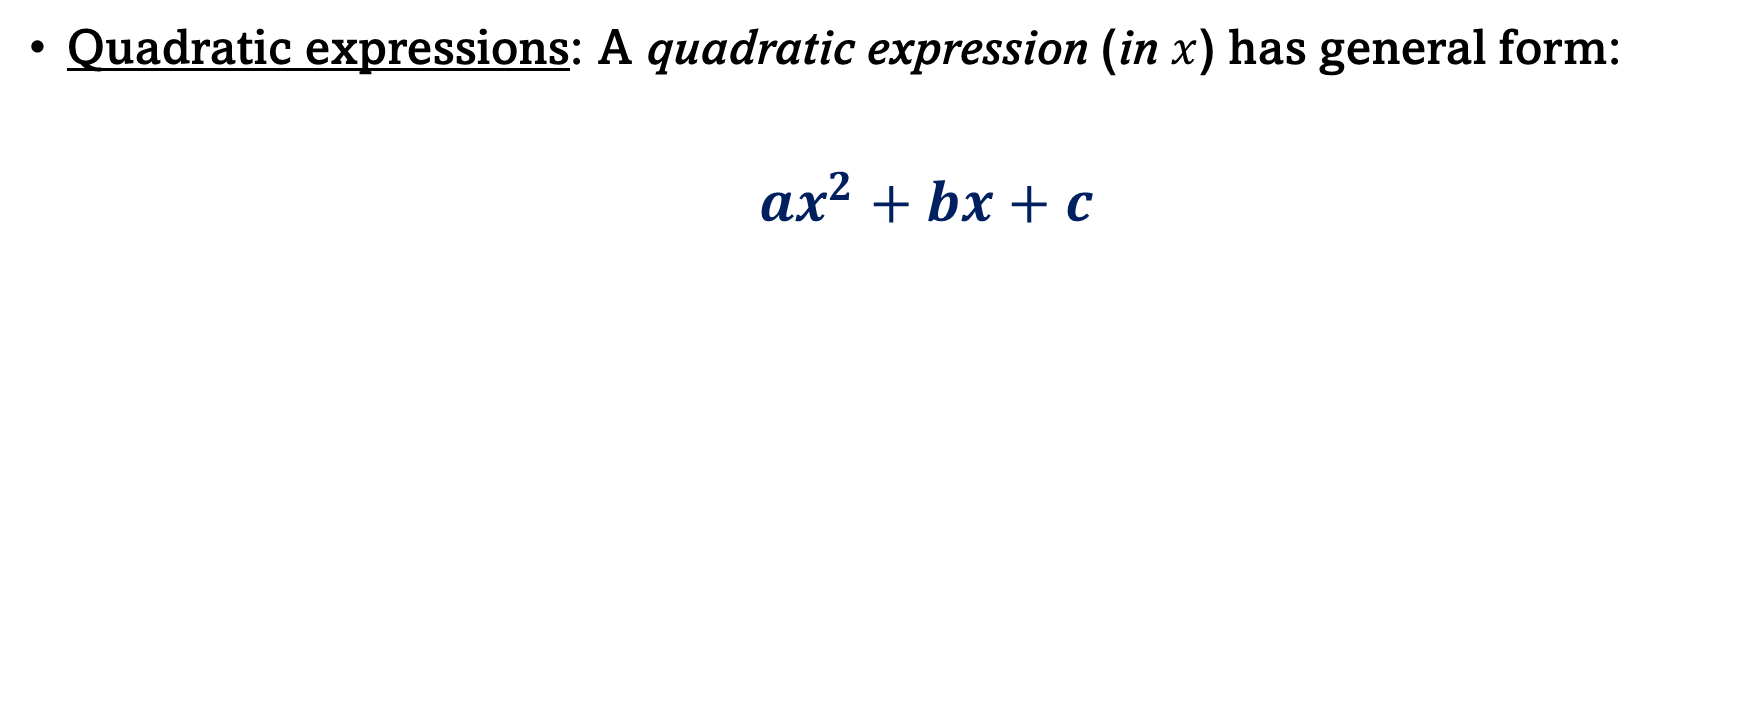 • Quadratic expressions: A quadratic expression (in x) has general form:
ax² + bx + c